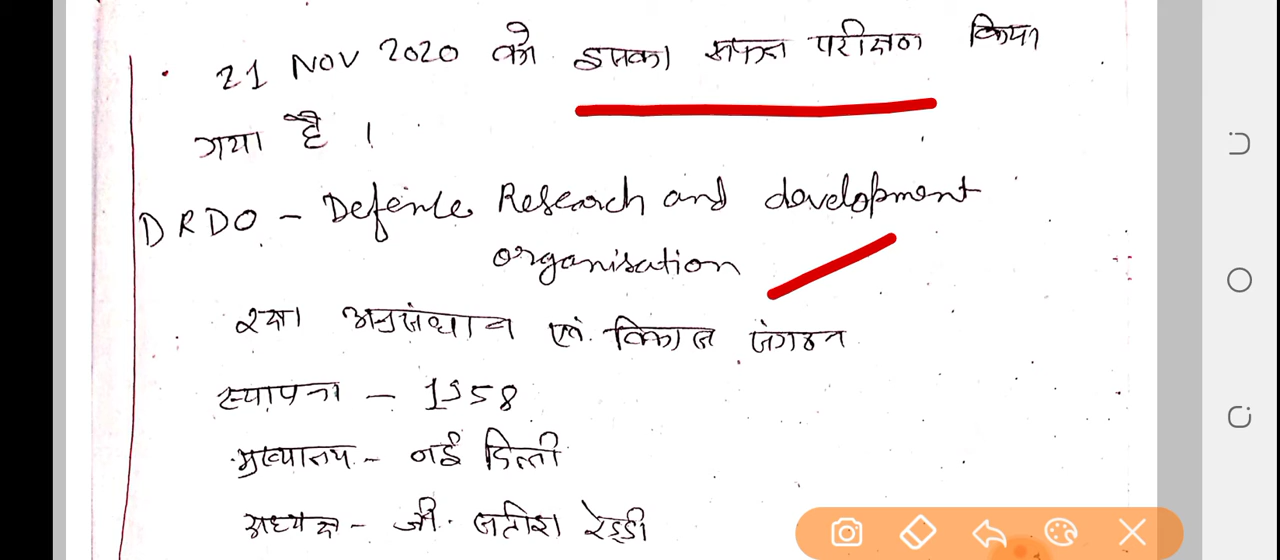 21 NOV 2020 को इसका सफल परीक्षण किया
गया है ।
DRDO - Defence Research and development
organisation
रक्षा अनुसंधान एवं विकास संगठन
स्थापना - 1958
मुख्यालय - नई दिल्ली
अध्यक्ष - जी. सतीश रेड्डी